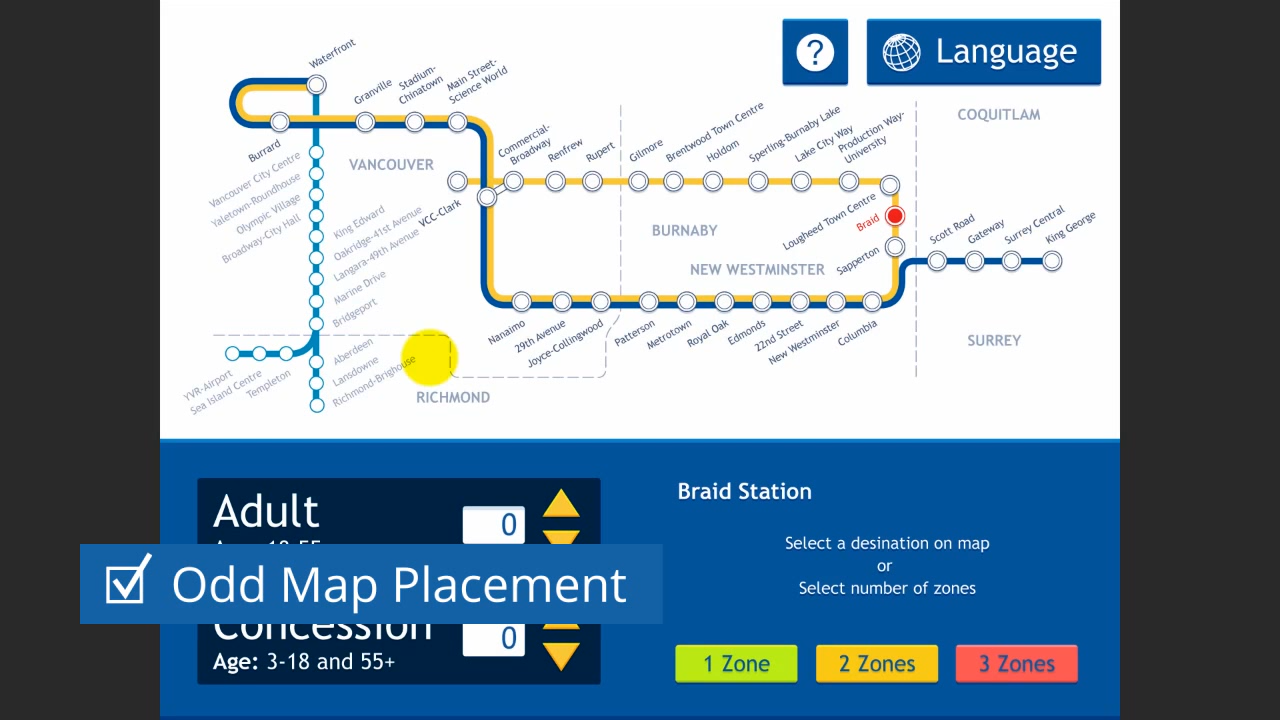 ?
Language
Waterfront
Granville
Stadium-
Chinatown
Main Street-
Science World
Burrard
VANCOUVER
Commercial-
Broadway
Renfrew
Rupert
Gilmore
Brentwood Town Centre
Holdom
Sperling-Burnaby Lake
Lake City Way
Production Way-
University
COQUITLAM
Vancouver City Centre
Yaletown-Roundhouse
Olympic Village
Broadway-City Hall
VCC-Clark
King Edward
Oakridge-41st Avenue
Langara-49th Avenue
Marine Drive
Bridgeport
BURNABY
NEW WESTMINSTER
Lougheed Town Centre
Braid
Sapperton
Scott Road
Gateway
Surrey Central
King George
Nanaimo
29th Avenue
Joyce-Collingwood
Patterson
Metrotown
Royal Oak
Edmonds
22nd Street
New Westminster
Columbia
SURREY
Aberdeen
Lansdowne
Richmond-Brighouse
YVR-Airport
Sea Island Centre
Templeton
RICHMOND
Adult
0
Odd Map Placement
Concession
0
Age: 3-18 and 55+
Braid Station
Select a desination on map
or
Select number of zones
1 Zone
2 Zones
3 Zones